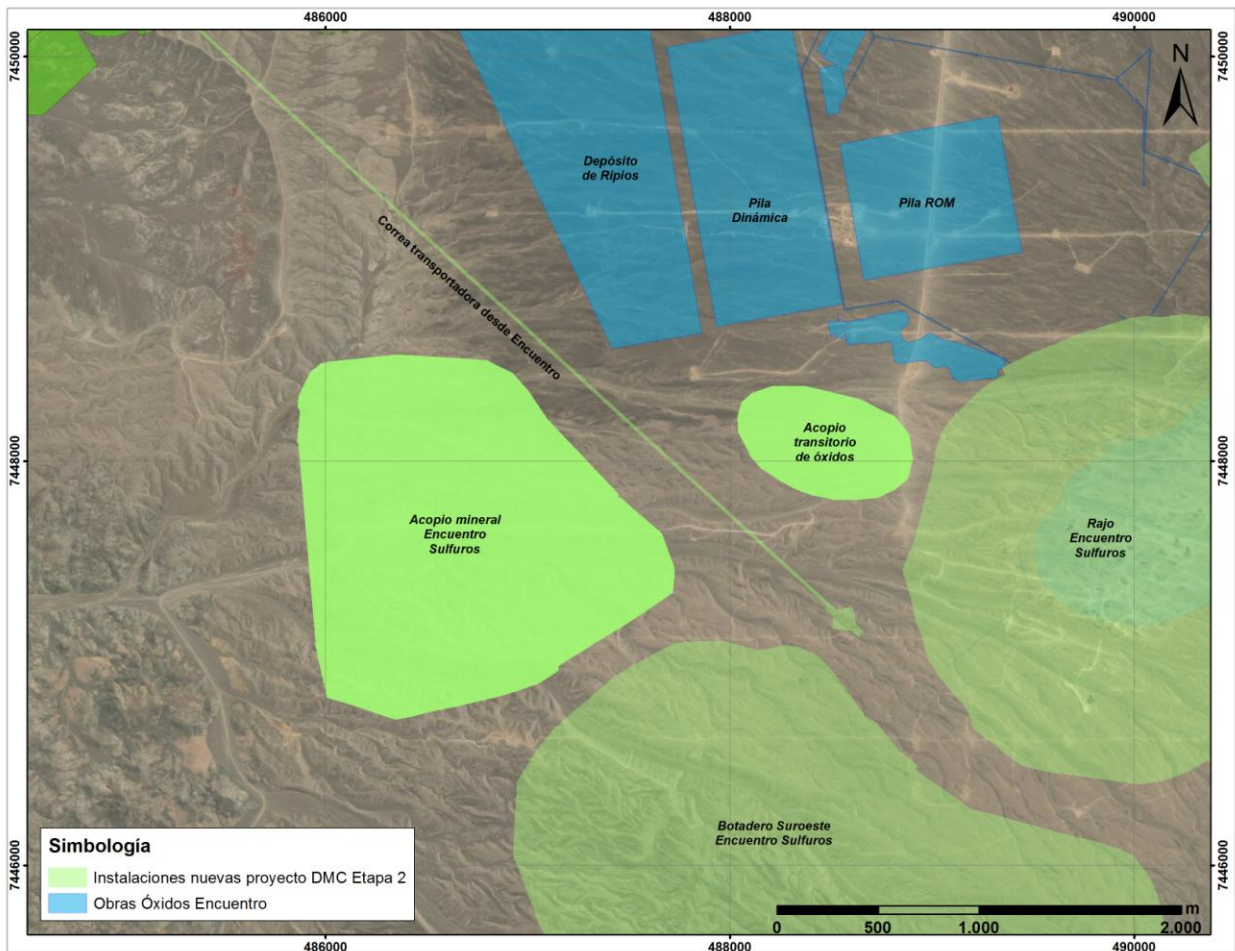 486000
488000
490000
7450000
7450000
N
Depósito
de Ripios
Pila
Dinámica
Pila ROM
Correa transportadora desde Encuentro
Acopio
transitorio
de óxidos
7448000
7448000
Acopio mineral
Encuentro
Sulfuros
Rajo
Encuentro
Sulfuros
Botadero Suroeste
Encuentro Sulfuros
Simbología
Instalaciones nuevas proyecto DMC Etapa 2
Obras Óxidos Encuentro
7446000
7446000
m
0 500 1.000 2.000
486000
488000
490000